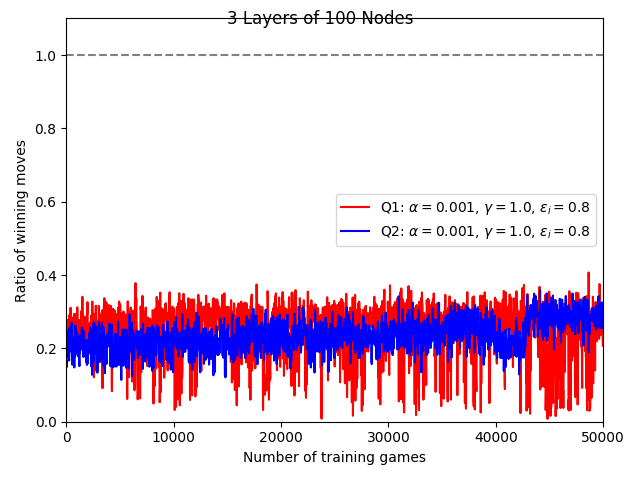 3 Layers of 100 Nodes
1.0
0.8
0.6
0.4
0.2
0.0
Ratio of winning moves
Q1: α = 0.001, γ = 1.0, ε_i = 0.8
Q2: α = 0.001, γ = 1.0, ε_i = 0.8
0 10000 20000 30000 40000 50000
Number of training games